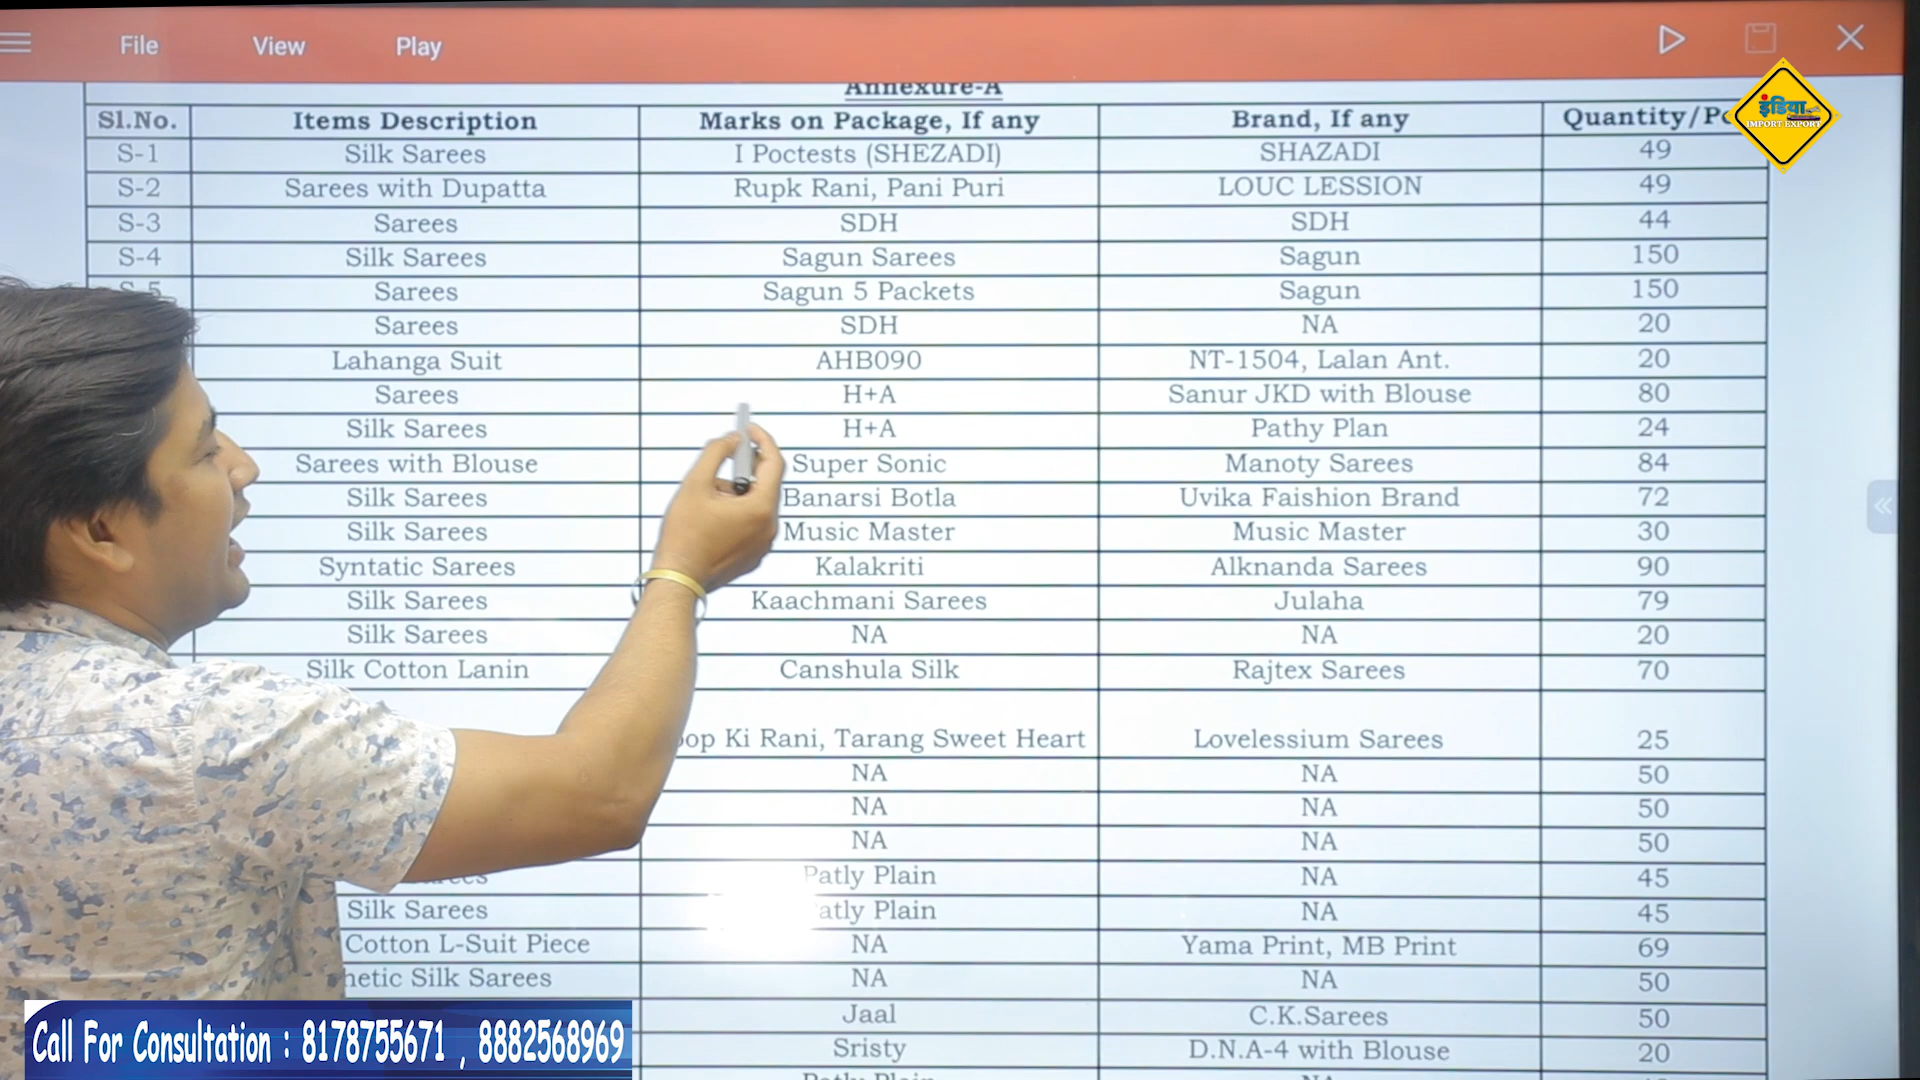 File View Play
Annexure-A
Sl.No. Items Description Marks on Package, If any Brand, If any Quantity/Pc
S-1 Silk Sarees I Poctests (SHEZADI) SHAZADI 49
S-2 Sarees with Dupatta Rupk Rani, Pani Puri LOUC LESSION 49
S-3 Sarees SDH SDH 44
S-4 Silk Sarees Sagun Sarees Sagun 150
S-5 Sarees Sagun 5 Packets Sagun 150
Sarees SDH NA 20
Lahanga Suit AHB090 NT-1504, Lalan Ant. 20
Sarees H+A Sanur JKD with Blouse 80
Silk Sarees H+A Pathy Plan 24
Sarees with Blouse Super Sonic Manoty Sarees 84
Silk Sarees Banarsi Botla Uvika Faishion Brand 72
Silk Sarees Music Master Music Master 30
Syntatic Sarees Kalakriti Alknanda Sarees 90
Silk Sarees Kaachmani Sarees Julaha 79
Silk Sarees NA NA 20
Silk Cotton Lanin Canshula Silk Rajtex Sarees 70
Ki Rani, Tarang Sweet Heart Lovelessium Sarees 25
NA NA 50
NA NA 50
NA NA 50
Patly Plain NA 45
Silk Sarees Patly Plain NA 45
Cotton L-Suit Piece NA Yama Print, MB Print 69
Silk Sarees NA NA 50
Jaal C.K.Sarees 50
Sristy D.N.A-4 with Blouse 20
इंडिया
IMPORT EXPORT
Call For Consultation : 8178755671 , 8882568969